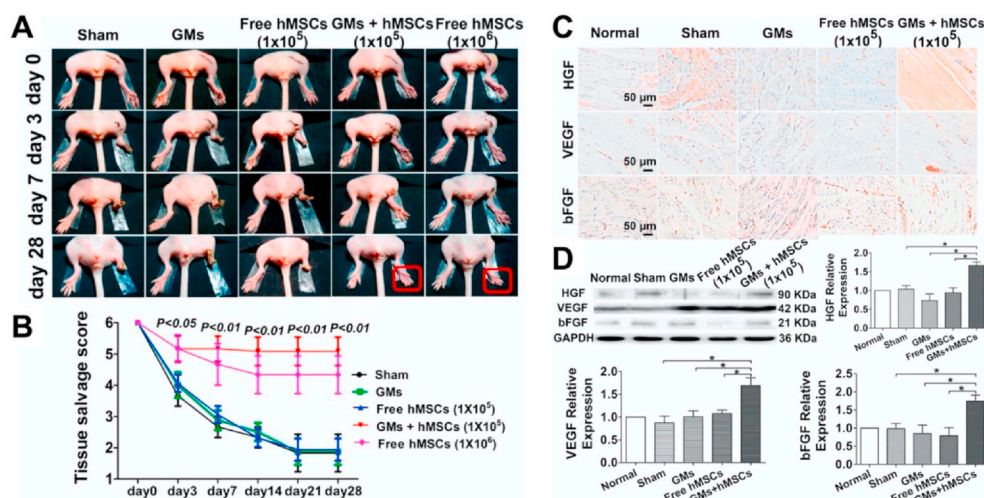 A
Sham
GMs
Free hMSCs
(1x10⁵)
GMs + hMSCs
(1x10⁵)
Free hMSCs
(1x10⁶)
day 0
day 3
day 7
day 28
B
Tissue salvage score
6
5
4
3
2
1
0
P<0.05
P<0.01
P<0.01
P<0.01
P<0.01
Sham
GMs
Free hMSCs (1X10⁵)
GMs + hMSCs (1X10⁵)
Free hMSCs (1X10⁶)
day0
day3
day7
day14
day21
day28
C
Normal
Sham
GMs
Free hMSCs
(1x10⁵)
GMs + hMSCs
(1x10⁵)
HGF
50 µm
50 µm
VEGF
50 µm
50 µm
bFGF
50 µm
50 µm
D
Normal
Sham
GMs
Free hMSCs
(1x10⁵)
GMs + hMSCs
(1x10⁵)
HGF
90 KDa
VEGF
42 KDa
bFGF
21 KDa
GAPDH
36 KDa
HGF Relative
Expression
2.0
1.5
1.0
0.5
0.0
*
*
*
Normal
Sham
GMs
Free hMSCs
GMs+hMSCs
VEGF Relative
Expression
2.0
1.5
1.0
0.5
0.0
*
*
*
Normal
Sham
GMs
Free hMSCs
GMs+hMSCs
bFGF Relative
Expression
2.0
1.5
1.0
0.5
0.0
*
*
*
Normal
Sham
GMs
Free hMSCs
GMs+hMSCs